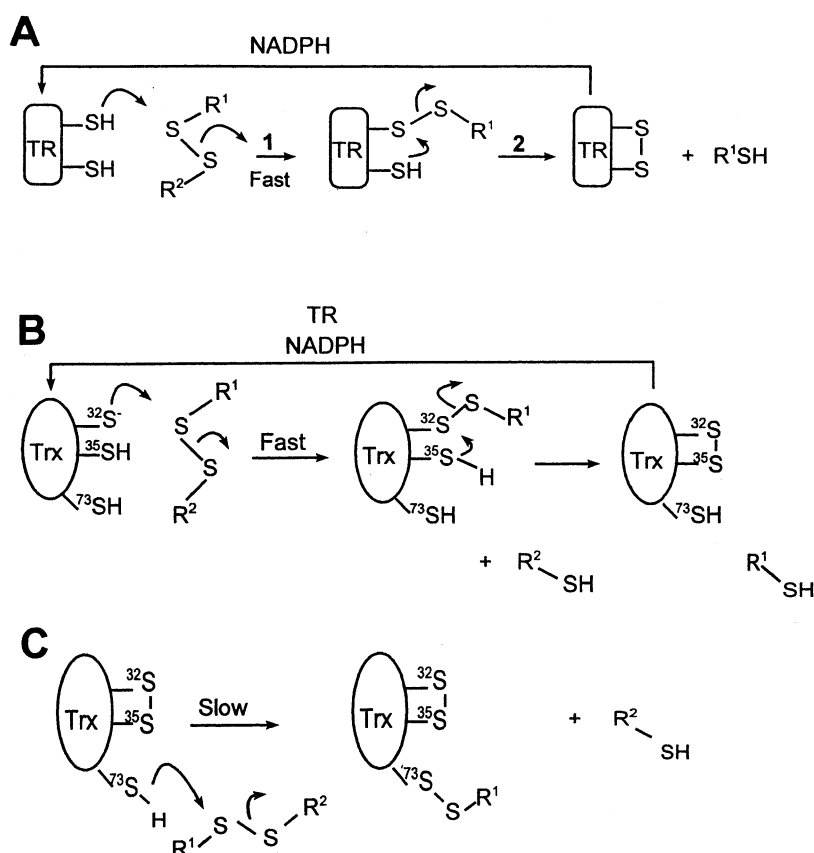 A
NADPH
TR
SH
SH
S
R¹
S
R²
1
Fast
TR
S
S
R¹
SH
2
TR
S
S
+ R¹SH
B
TR
NADPH
Trx
³²S-
³⁵SH
⁷³SH
S
R¹
S
R²
Fast
Trx
³²S
S
R¹
³⁵S
H
⁷³SH
+ R²
SH
Trx
³²S
³⁵S
⁷³SH
R¹
SH
C
Trx
³²S
³⁵S
⁷³S
H
Slow
R¹
S
S
R²
Trx
³²S
³⁵S
'⁷³S
S
R¹
+ R²
SH